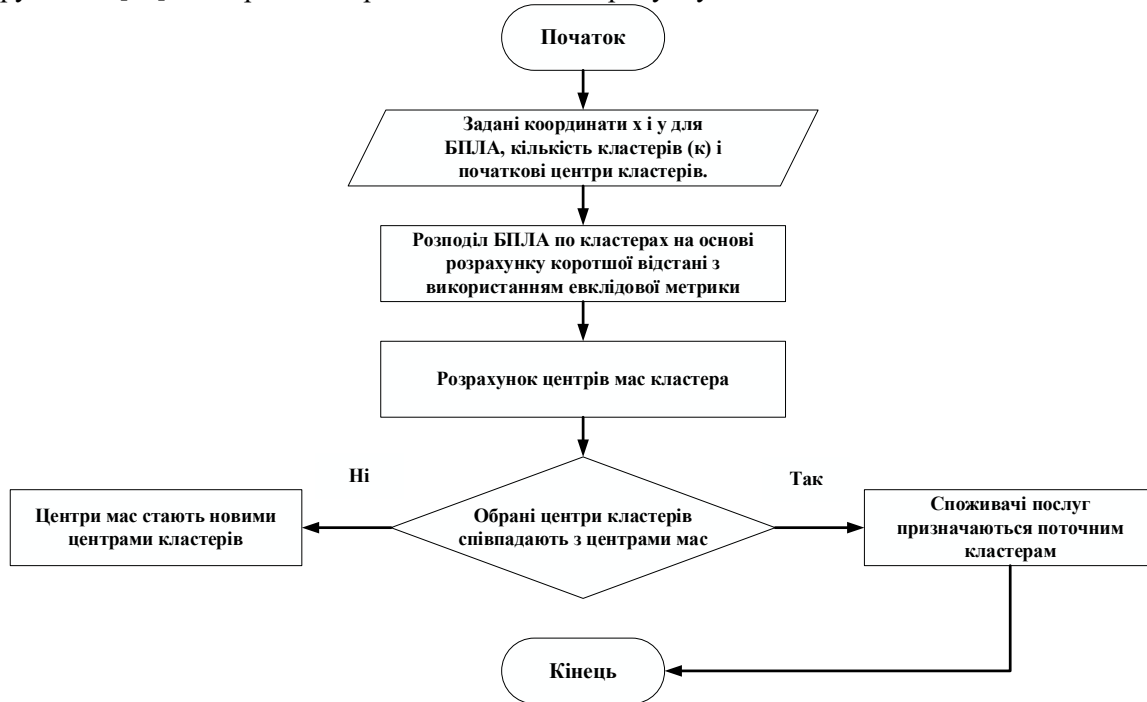 Початок
Задані координати x і y для
БПЛА, кількість кластерів (к) і
початкові центри кластерів.
Розподіл БПЛА по кластерах на основі
розрахунку коротшої відстані з
використанням евклідової метрики
Розрахунок центрів мас кластера
Ні
Так
Центри мас стають новими
центрами кластерів
Обрані центри кластерів
співпадають з центрами мас
Споживачі послуг
призначаються поточним
кластерам
Кінець